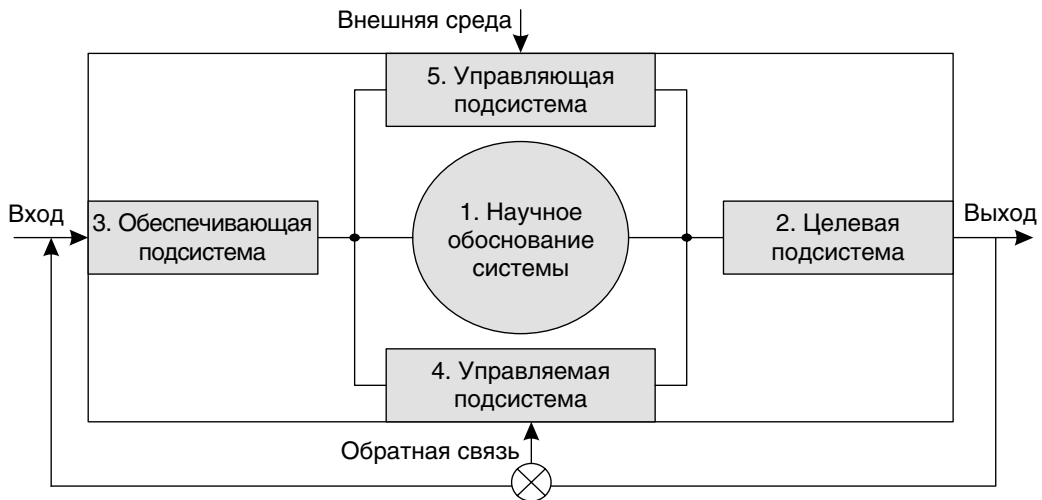 Внешняя среда
5. Управляющая
подсистема
Вход
3. Обеспечивающая
подсистема
1. Научное
обоснование
системы
2. Целевая
подсистема
Выход
4. Управляемая
подсистема
Обратная связь